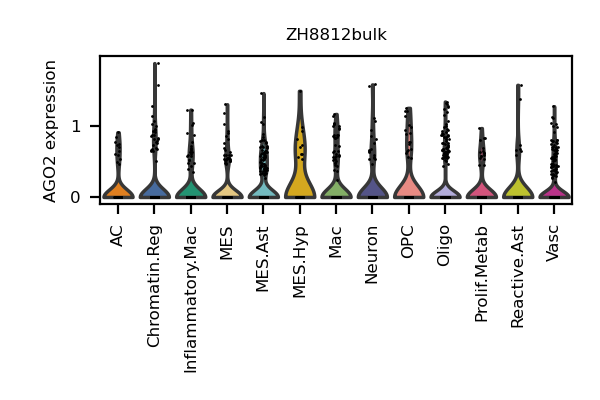 ZH8812bulk
AGO2 expression
1
0
AC
Chromatin.Reg
Inflammatory.Mac
MES
MES.Ast
MES.Hyp
Mac
Neuron
OPC
Oligo
Prolif.Metab
Reactive.Ast
Vasc